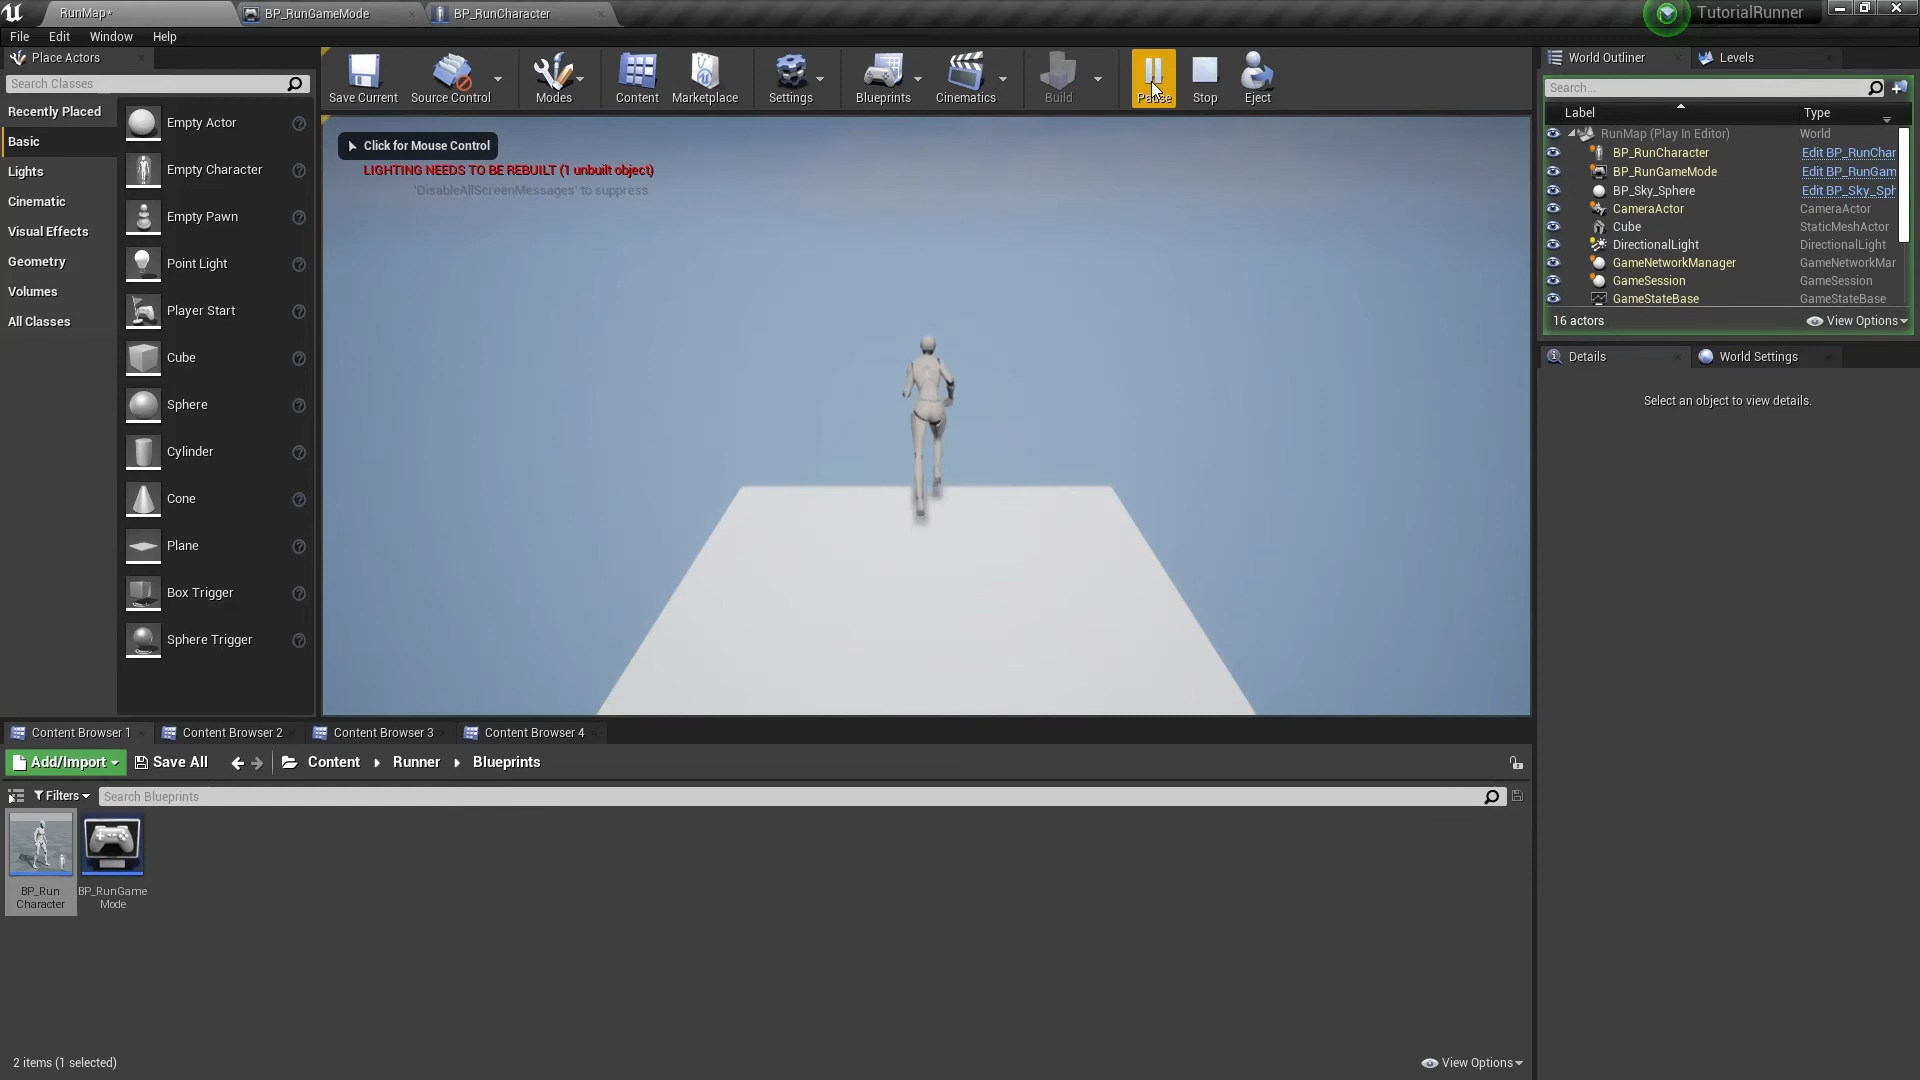 RunMap*
BP_RunGameMode
BP_RunCharacter
TutorialRunner
File
Edit
Window
Help
Place Actors
Search Classes
Recently Placed
Basic
Lights
Cinematic
Visual Effects
Geometry
Volumes
All Classes
Empty Actor
Empty Character
Empty Pawn
Point Light
Player Start
Cube
Sphere
Cylinder
Cone
Plane
Box Trigger
Sphere Trigger
Save Current
Source Control
Modes
Content
Marketplace
Settings
Blueprints
Cinematics
Build
Pause
Stop
Eject
Click for Mouse Control
LIGHTING NEEDS TO BE REBUILT (1 unbuilt object)
'DisableAllScreenMessages' to suppress
World Outliner
Levels
Search...
Label
Type
RunMap (Play In Editor)
World
BP_RunCharacter
Edit BP_RunChar
BP_RunGameMode
Edit BP_RunGam
BP_Sky_Sphere
Edit BP_Sky_Sph
CameraActor
CameraActor
Cube
StaticMeshActor
DirectionalLight
DirectionalLight
GameNetworkManager
GameNetworkMar
GameSession
GameSession
GameStateBase
GameStateBase
16 actors
View Options
Details
World Settings
Select an object to view details.
Content Browser 1
Content Browser 2
Content Browser 3
Content Browser 4
Add/Import
Save All
Content
Runner
Blueprints
Filters
Search Blueprints
BP_Run
Character
BP_RunGame
Mode
2 items (1 selected)
View Options